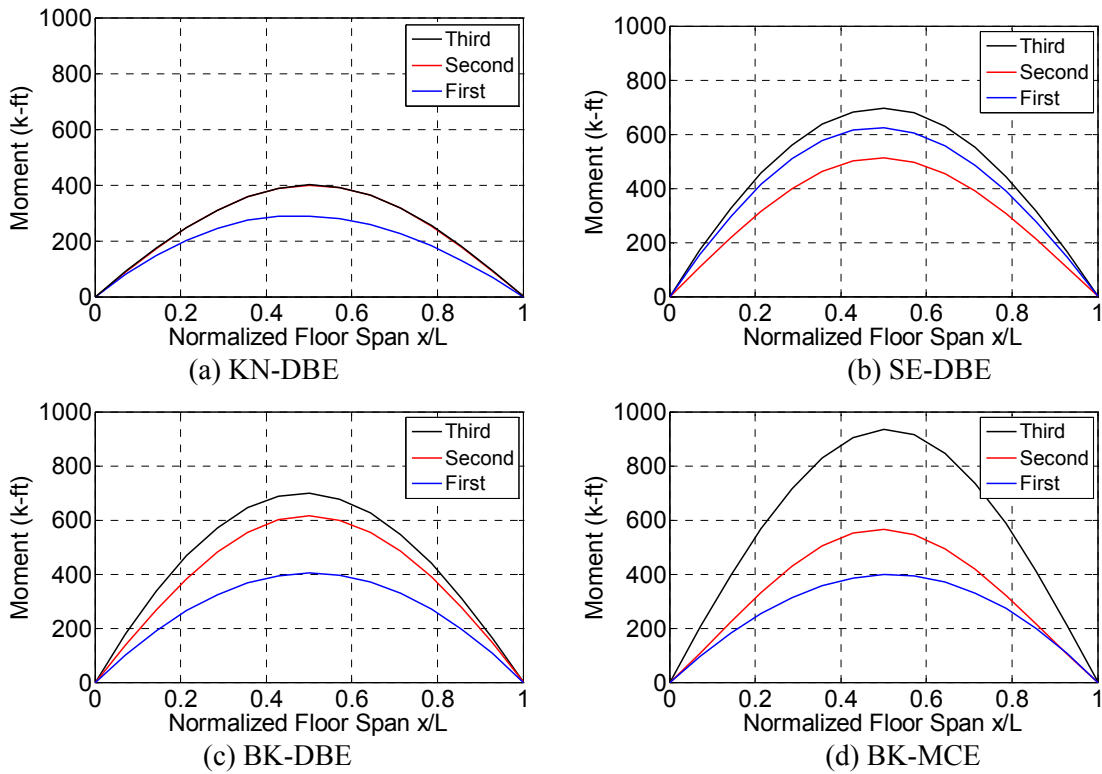 1000
800
600
400
200
0
Moment (k-ft)
Third
Second
First
0 0.2 0.4 0.6 0.8 1
Normalized Floor Span x/L
(a) KN-DBE
1000
800
600
400
200
0
Moment (k-ft)
Third
Second
First
0 0.2 0.4 0.6 0.8 1
Normalized Floor Span x/L
(b) SE-DBE
1000
800
600
400
200
0
Moment (k-ft)
Third
Second
First
0 0.2 0.4 0.6 0.8 1
Normalized Floor Span x/L
(c) BK-DBE
1000
800
600
400
200
0
Moment (k-ft)
Third
Second
First
0 0.2 0.4 0.6 0.8 1
Normalized Floor Span x/L
(d) BK-MCE